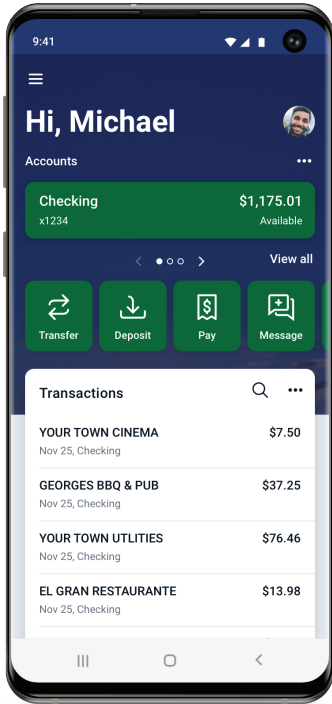 9:41
Hi, Michael
Accounts
Checking $1,175.01
x1234 Available
View all
Transfer Deposit Pay Message
Transactions
YOUR TOWN CINEMA $7.50
Nov 25, Checking
GEORGES BBQ & PUB $37.25
Nov 25, Checking
YOUR TOWN UTLITIES $76.46
Nov 25, Checking
EL GRAN RESTAURANTE $13.98
Nov 25, Checking